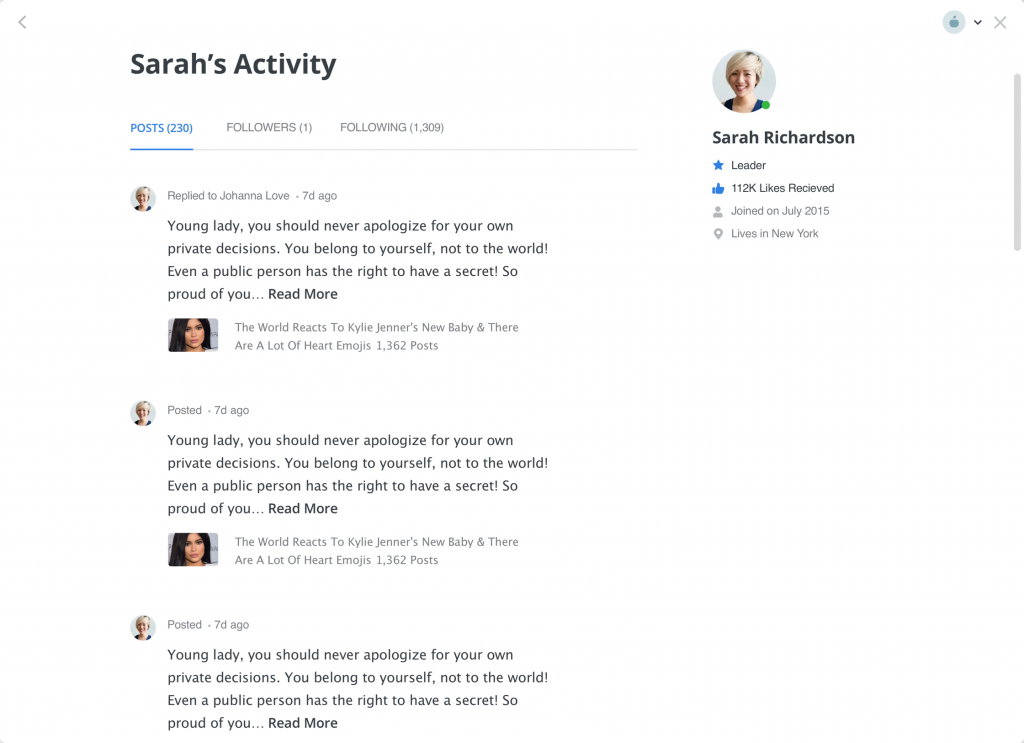 Sarah’s Activity
POSTS (230) FOLLOWERS (1) FOLLOWING (1,309)
Replied to Johanna Love - 7d ago
Young lady, you should never apologize for your own
private decisions. You belong to yourself, not to the world!
Even a public person has the right to have a secret! So
proud of you… Read More
The World Reacts To Kylie Jenner's New Baby & There
Are A Lot Of Heart Emojis 1,362 Posts
Posted - 7d ago
Young lady, you should never apologize for your own
private decisions. You belong to yourself, not to the world!
Even a public person has the right to have a secret! So
proud of you… Read More
The World Reacts To Kylie Jenner's New Baby & There
Are A Lot Of Heart Emojis 1,362 Posts
Posted - 7d ago
Young lady, you should never apologize for your own
private decisions. You belong to yourself, not to the world!
Even a public person has the right to have a secret! So
proud of you… Read More
Sarah Richardson
Leader
112K Likes Recieved
Joined on July 2015
Lives in New York